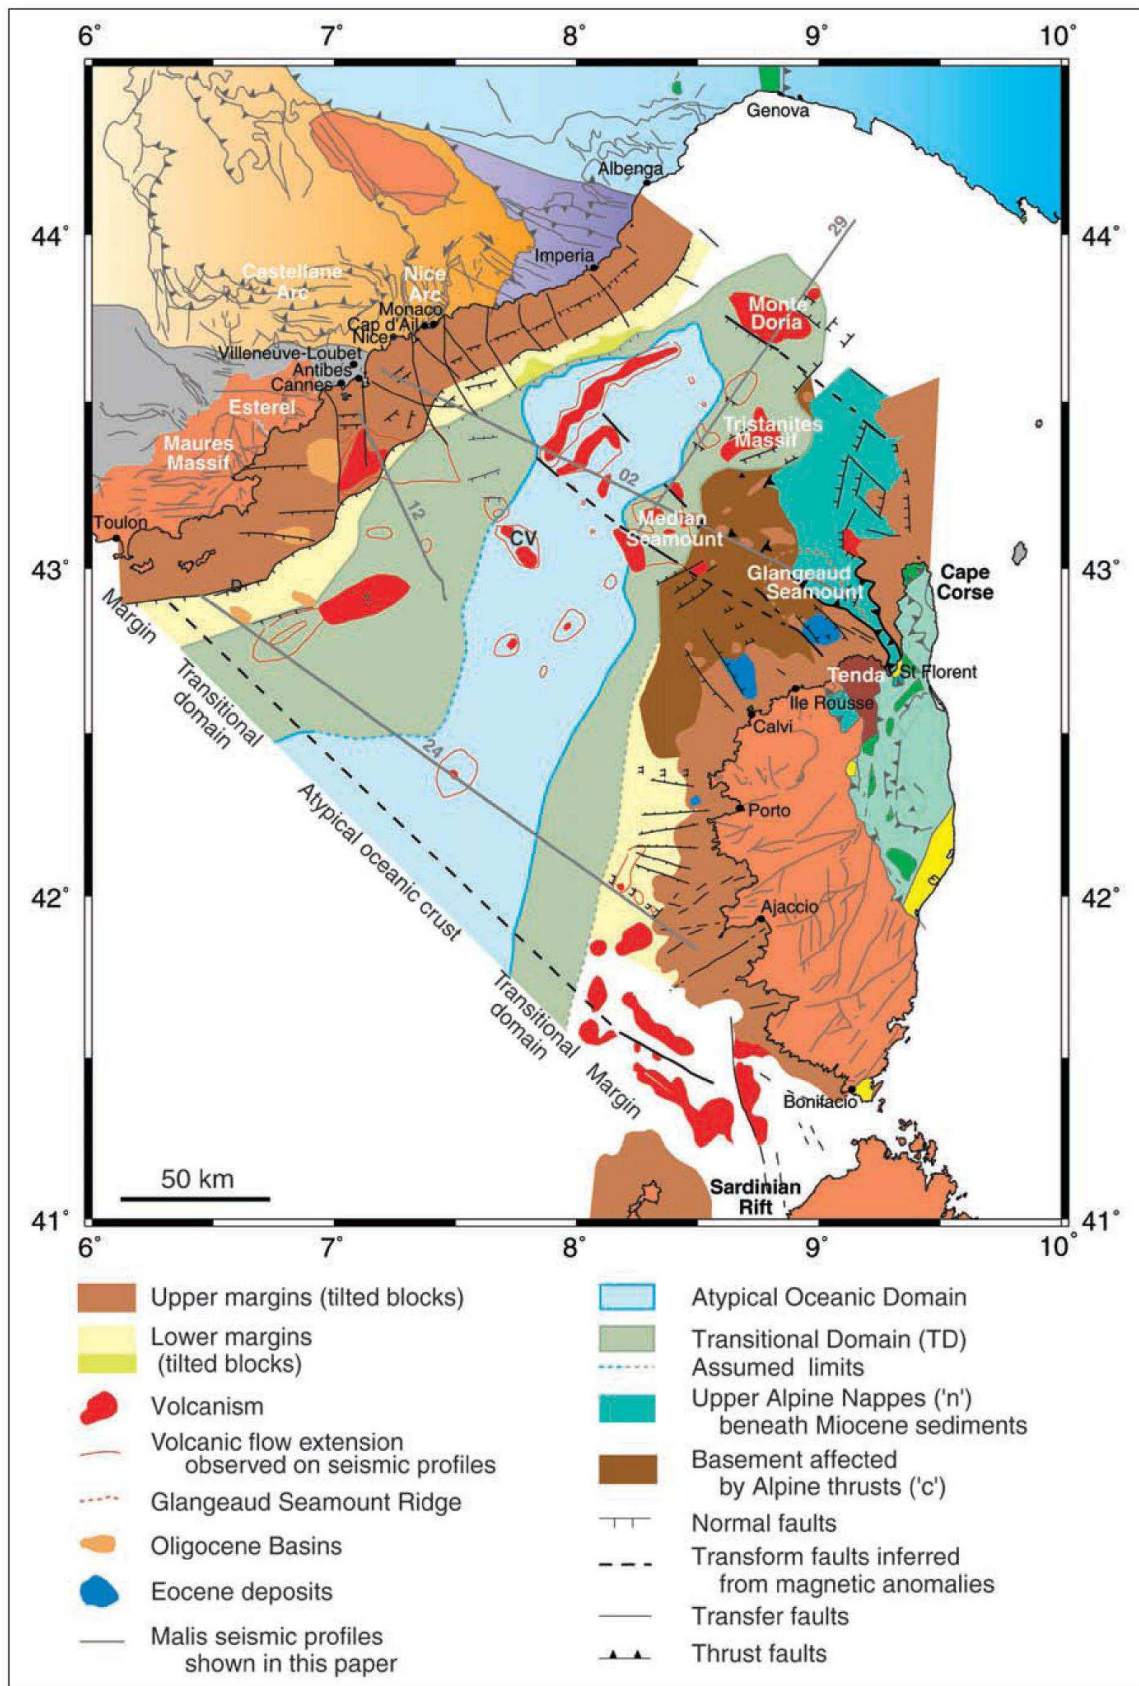 6° 7° 8° 9° 10°
Genova
Albenga
44° 44°
29
Imperia
Castellane
Arc
Nice
Arc
Monaco
Cap d'Ail
Nice
Monte
Doria
Villeneuve-Loubet
Antibes
Cannes
Esterel
Maures
Massif
Tristanites
Massif
02
12
Toulon
CV
Median
Seamount
43° 43°
D
Glangeaud
Seamount
Cape
Corse
Margin
Transitional
domain
Tenda
St Florent
Ile Rousse
Calvi
24
Atypical oceanic crust
Porto
42° 42°
Ajaccio
Transitional
domain
Margin
Bonifacio
50 km
Sardinian
Rift
41° 41°
6° 7° 8° 9° 10°
Upper margins (tilted blocks)
Lower margins
(tilted blocks)
Volcanism
Volcanic flow extension
observed on seismic profiles
Glangeaud Seamount Ridge
Oligocene Basins
Eocene deposits
Malis seismic profiles
shown in this paper
Atypical Oceanic Domain
Transitional Domain (TD)
Assumed limits
Upper Alpine Nappes ('n')
beneath Miocene sediments
Basement affected
by Alpine thrusts ('c')
Normal faults
Transform faults inferred
from magnetic anomalies
Transfer faults
Thrust faults